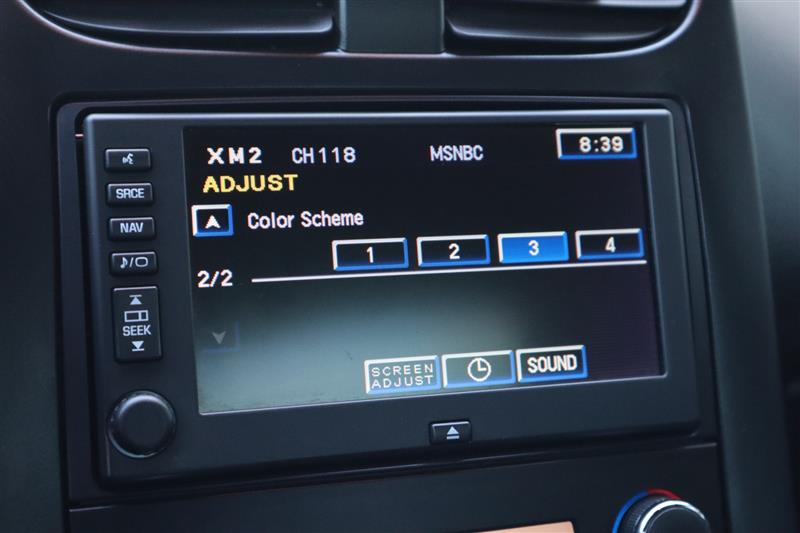 XM2 CH118 MSNBC 8:39
ADJUST
Color Scheme
1 2 3 4
2/2
SCREEN ADJUST SOUND
SRCE
NAV
SEEK